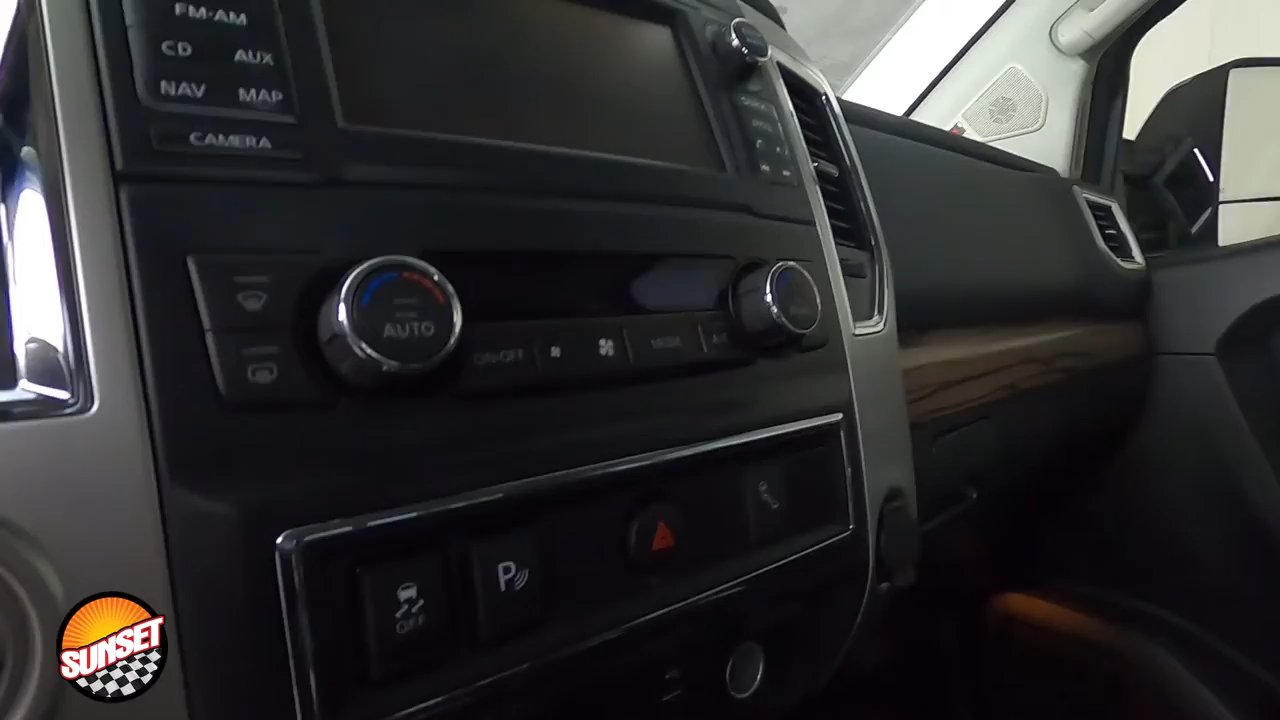 FM·AM
CD AUX
NAV MAP
CAMERA
AUTO
ON·OFF
MODE
OFF
P
SUNSET